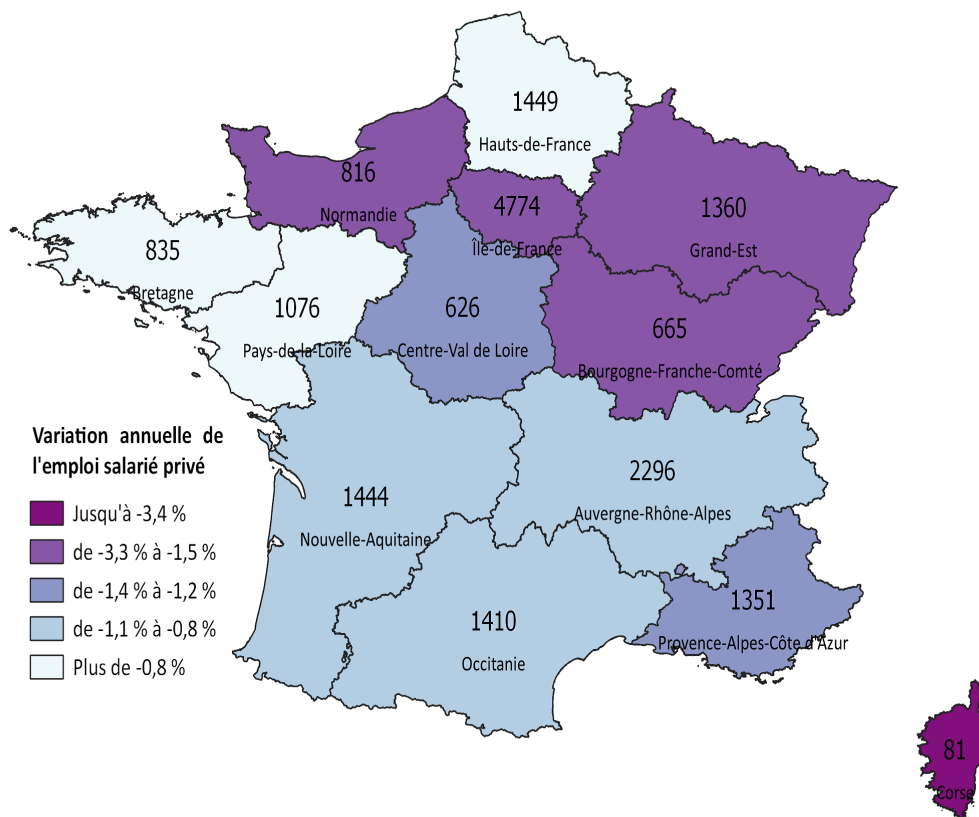 1449
Hauts-de-France
816
Normandie
4774
Île-de-France
1360
Grand-Est
835
Bretagne
1076
Pays-de-la-Loire
626
Centre-Val de Loire
665
Bourgogne-Franche-Comté
Variation annuelle de
l'emploi salarié privé
Jusqu'à -3,4 %
de -3,3 % à -1,5 %
de -1,4 % à -1,2 %
de -1,1 % à -0,8 %
Plus de -0,8 %
1444
Nouvelle-Aquitaine
2296
Auvergne-Rhône-Alpes
1410
Occitanie
1351
Provence-Alpes-Côte d'Azur
81
Corse